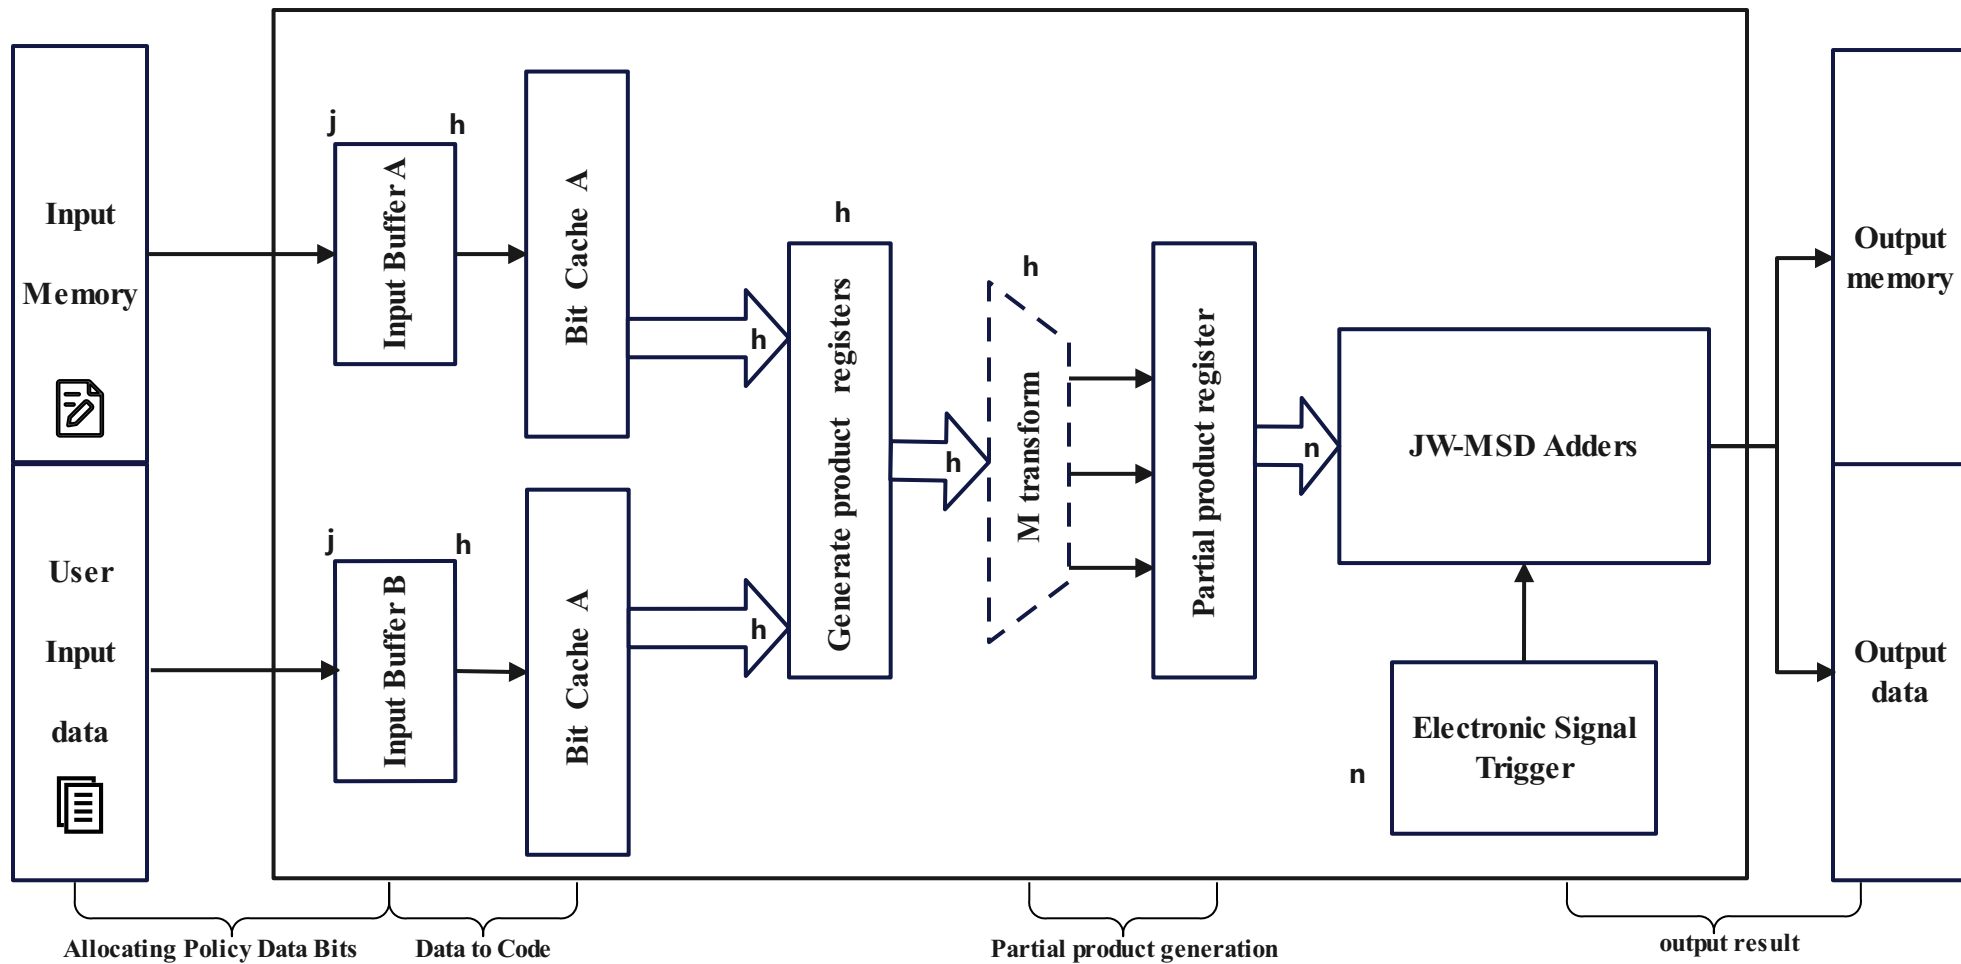 Input
Memory
User
Input
data
j
h
Input Buffer A
Bit Cache A
h
j
h
Input Buffer B
Bit Cache A
h
h
Generate product registers
h
h
M transform
Partial product register
n
JW-MSD Adders
Electronic Signal
Trigger
n
Output
memory
Output
data
Allocating Policy Data Bits
Data to Code
Partial product generation
output result